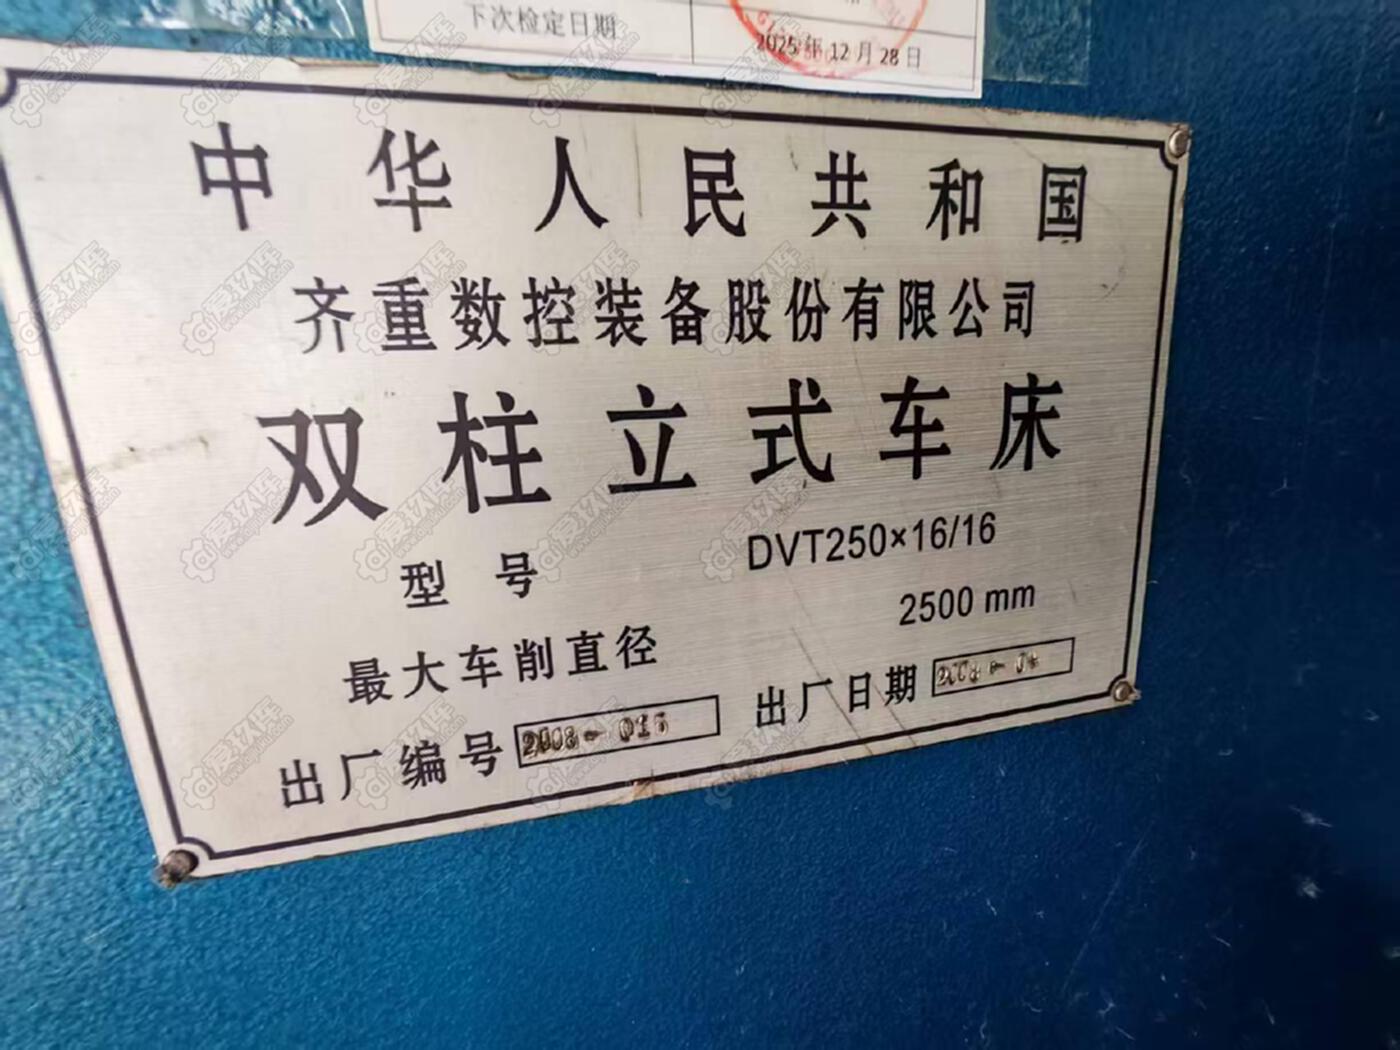 下次检定日期 2025年12月28日
中华人民共和国
齐重数控装备股份有限公司
双柱立式车床
型号 DVT250×16/16
最大车削直径 2500 mm
出厂编号 2008-016 出厂日期